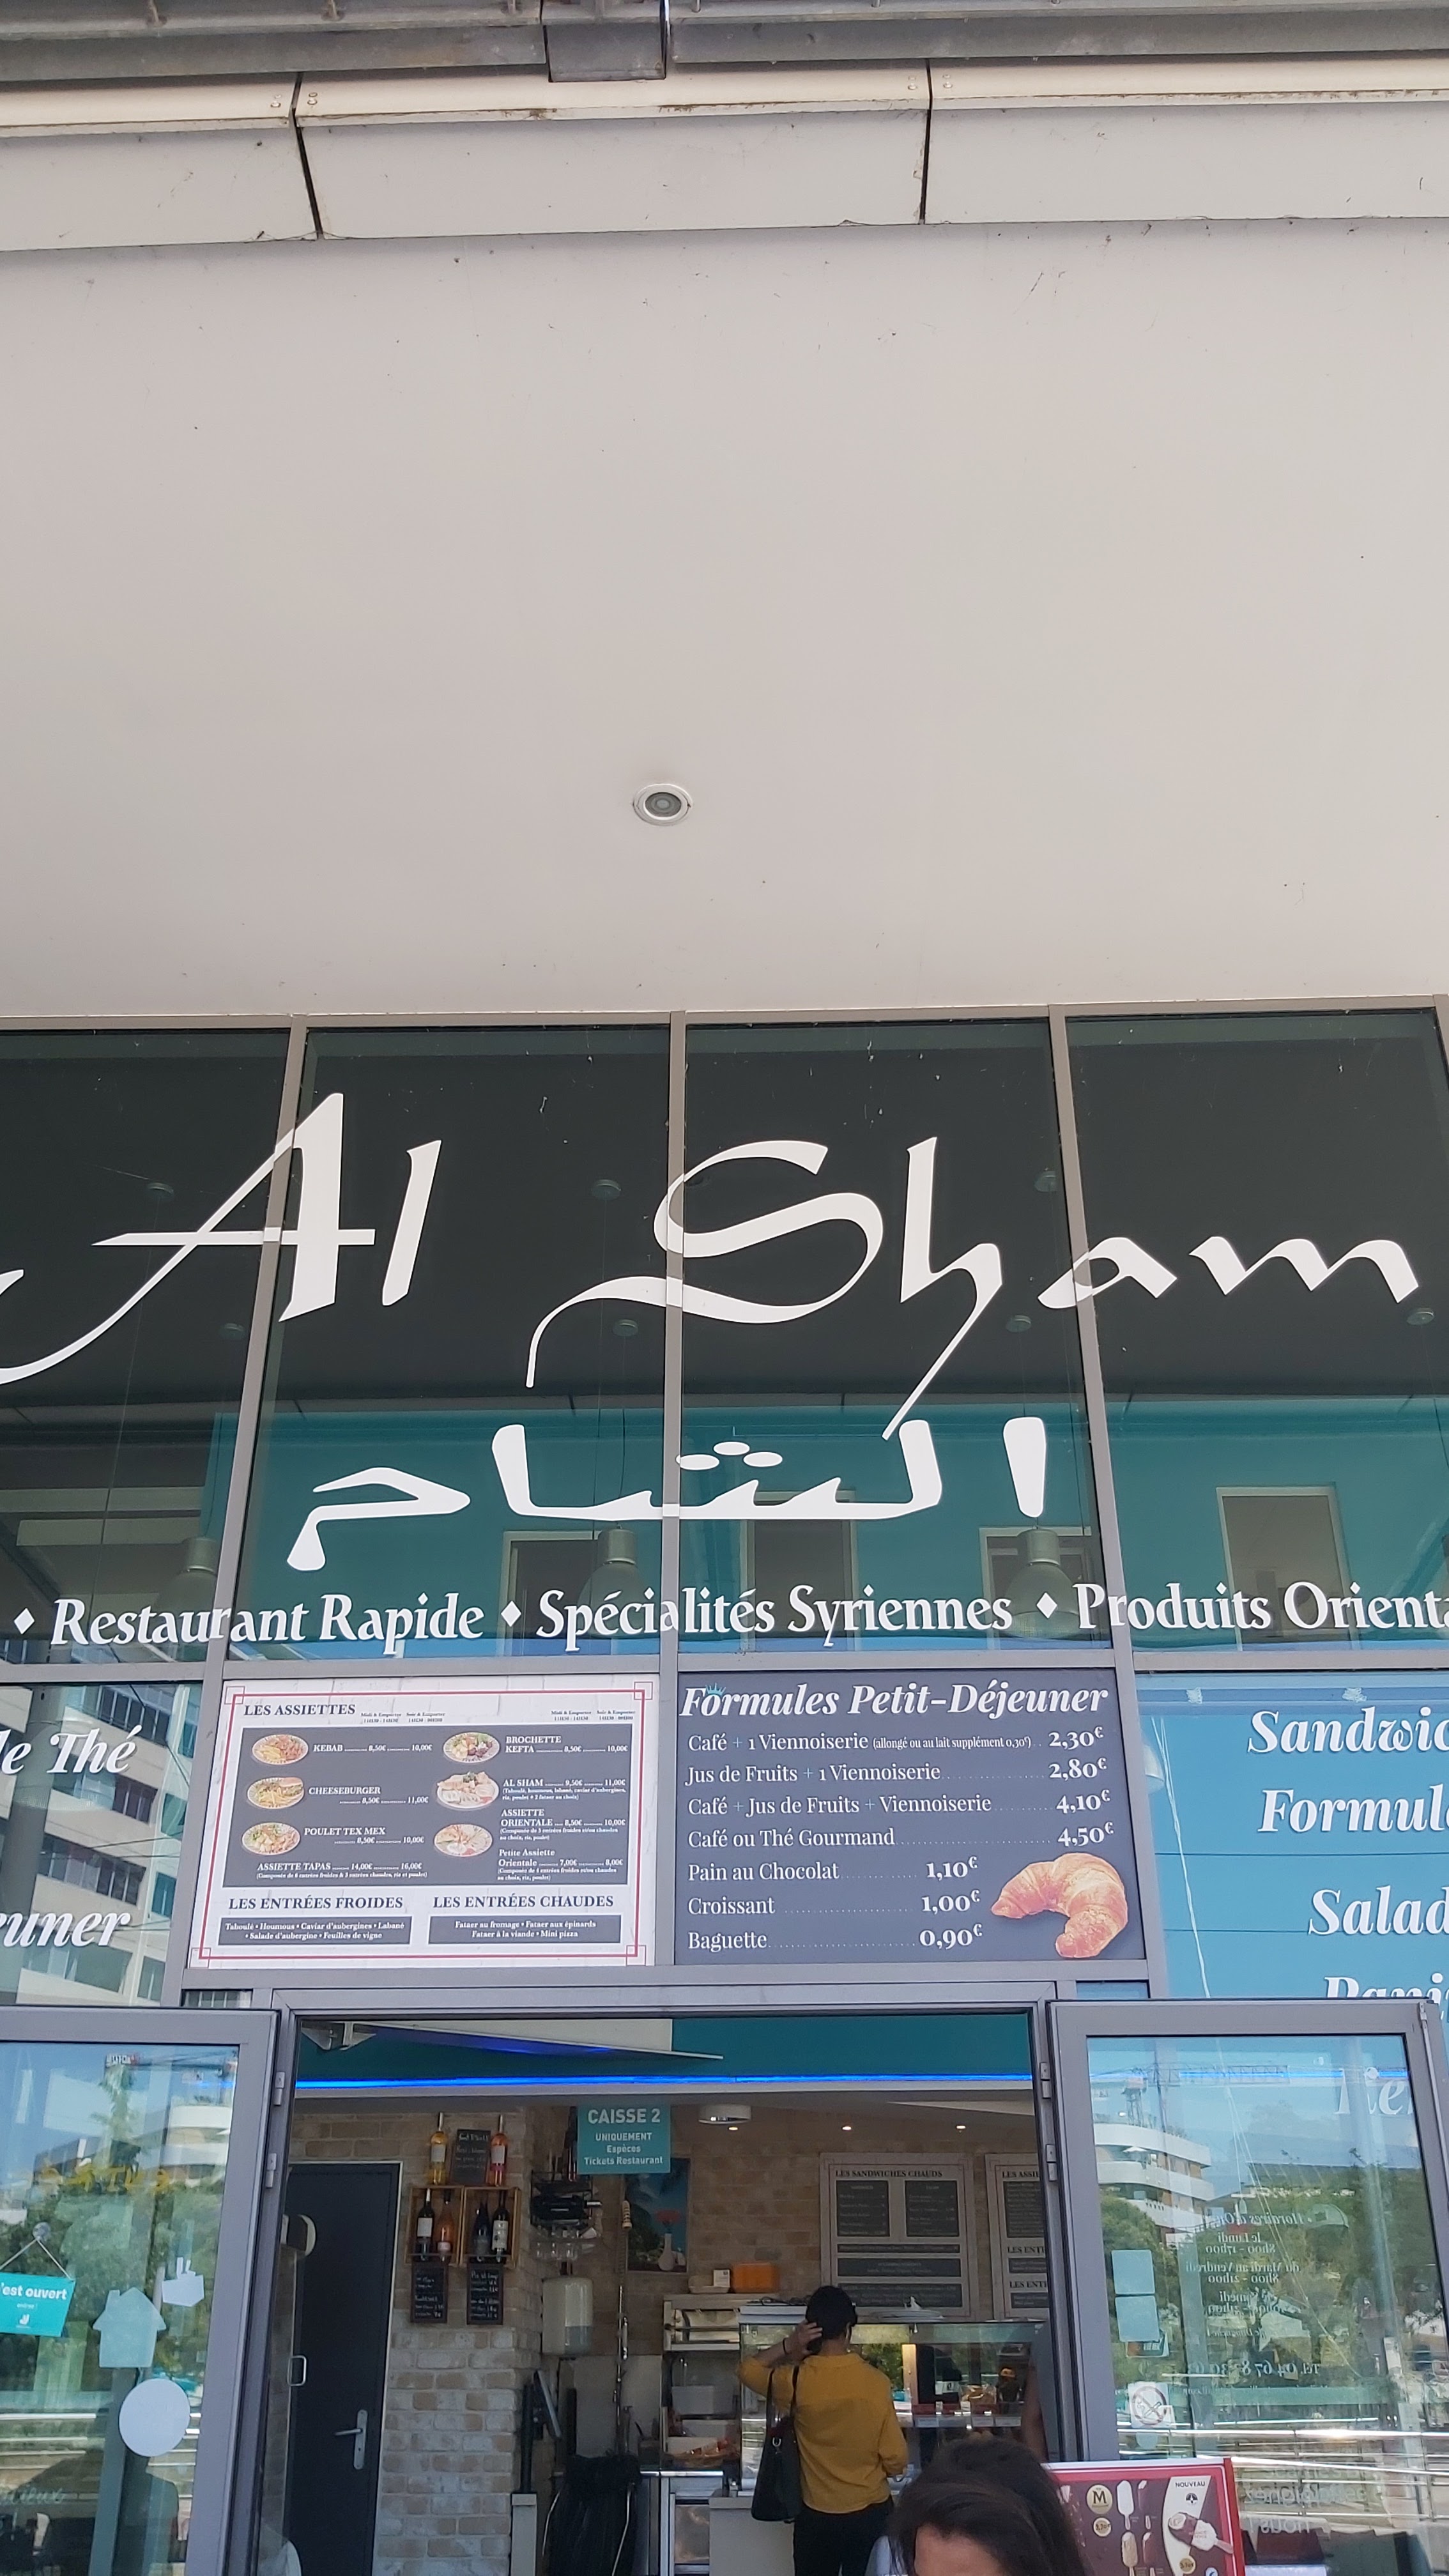 Al Sham
الشام
♦ Restaurant Rapide ♦ Spécialités Syriennes ♦ Produits Orient
le Thé
euner
LES ASSIETTES
KEBAB 8,50€ 10,00€
CHEESEBURGER
8,50€ 11,00€
POULET TEX MEX
8,50€ 10,00€
ASSIETTE TAPAS 14,00€ 16,00€
BROCHETTE
KEFTA 8,50€ 10,00€
AL SHAM 9,50€ 11,00€
ASSIETTE
ORIENTALE 8,50€ 10,00€
Petite Assiette
Orientale 7,00€ 8,00€
LES ENTRÉES FROIDES
Taboulé • Houmous • Caviar d'aubergines • Labané
• Salade d'aubergine • Feuilles de vigne
LES ENTRÉES CHAUDES
Fataer au fromage • Fataer aux épinards
Fataer à la viande • Mini pizza
Formules Petit-Déjeuner
Café + 1 Viennoiserie (allongé ou au lait supplément 0,30€) 2,30€
Jus de Fruits + 1 Viennoiserie 2,80€
Café + Jus de Fruits + Viennoiserie 4,10€
Café ou Thé Gourmand 4,50€
Pain au Chocolat 1,10€
Croissant 1,00€
Baguette 0,90€
Sandwic
Formul
Salad
CAISSE 2
UNIQUEMENT
Espèces
Tickets Restaurant
LES SANDWICHES CHAUDS
'est ouvert
NOUVEAU